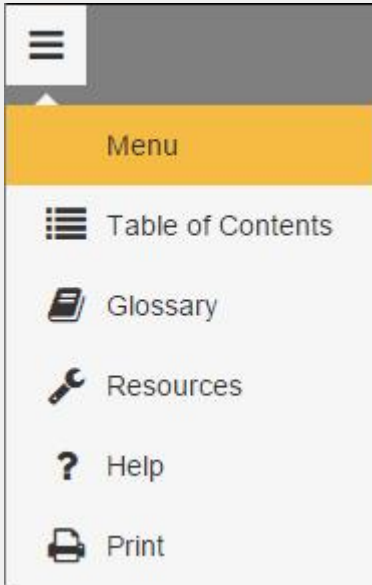 Menu
Table of Contents
Glossary
Resources
? Help
Print